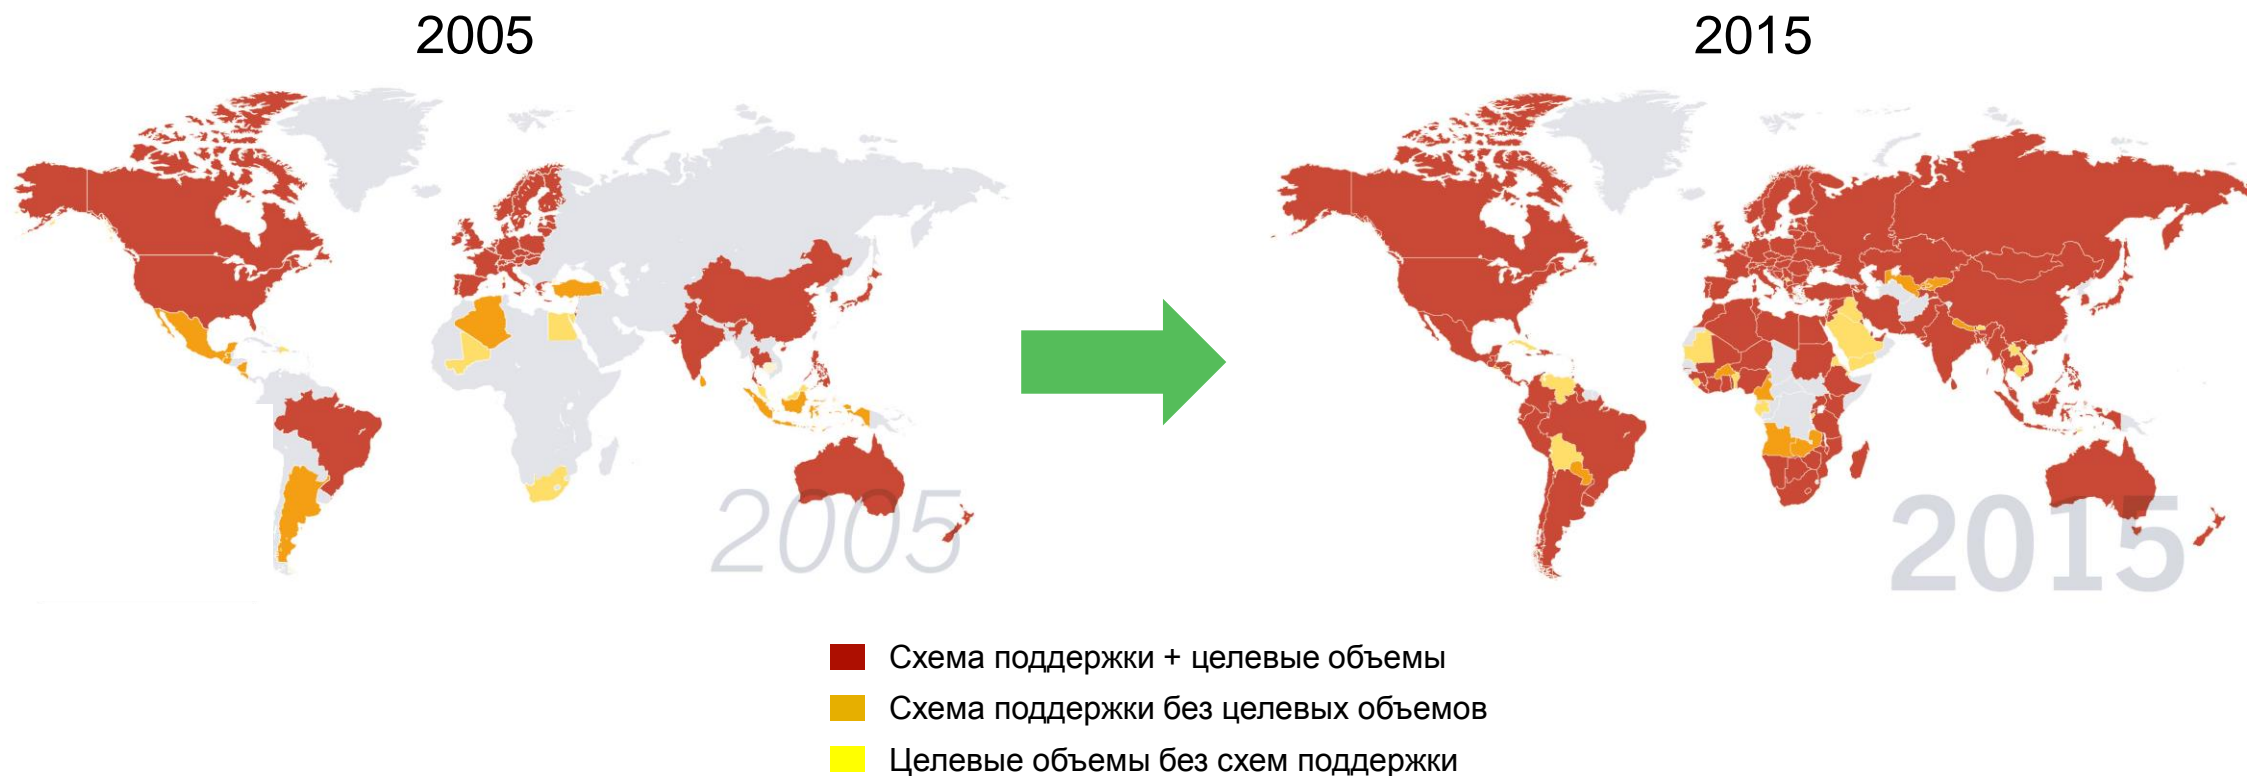 2005
2015
2005
2015
Схема поддержки + целевые объемы
Схема поддержки без целевых объемов
Целевые объемы без схем поддержки